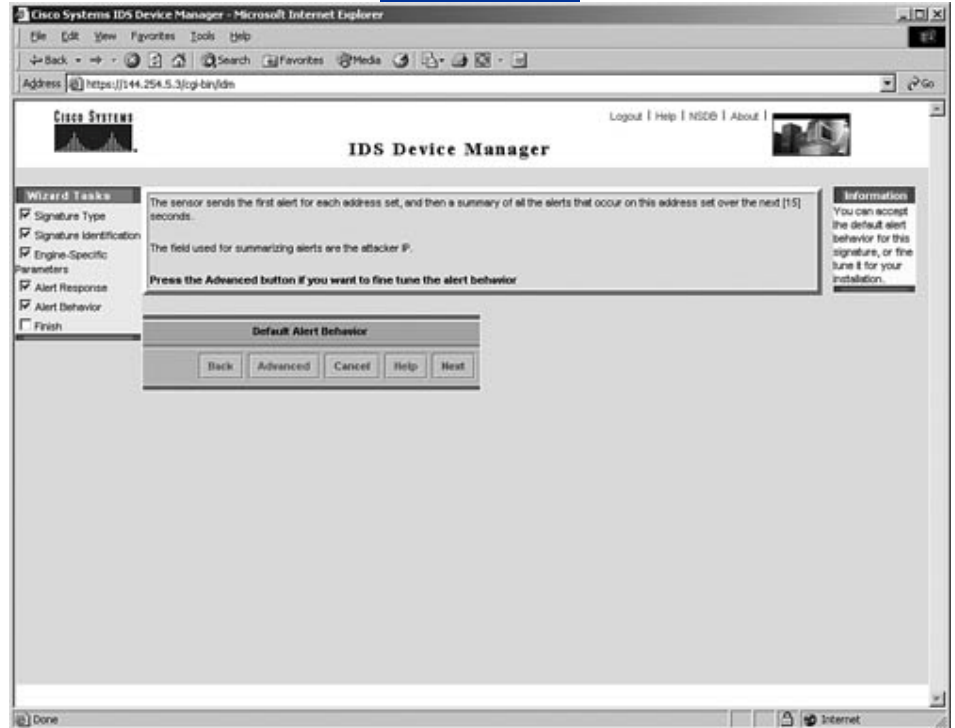 Cisco Systems IDS Device Manager - Microsoft Internet Explorer
File Edit View Favorites Tools Help
Back Search Favorites Media
Address https://144.254.5.3/cgi-bin/idm Go
CISCO SYSTEMS
Logout | Help | NSDB | About |
IDS Device Manager
Wizard Tasks
Signature Type
Signature Identification
Engine-Specific
Parameters
Alert Response
Alert Behavior
Finish
The sensor sends the first alert for each address set, and then a summary of all the alerts that occur on this address set over the next [15]
seconds.
The field used for summarizing alerts are the attacker IP.
Press the Advanced button if you want to fine tune the alert behavior
Default Alert Behavior
Back Advanced Cancel Help Next
Information
You can accept
the default alert
behavior for this
signature, or fine
tune it for your
installation.
Done
Internet